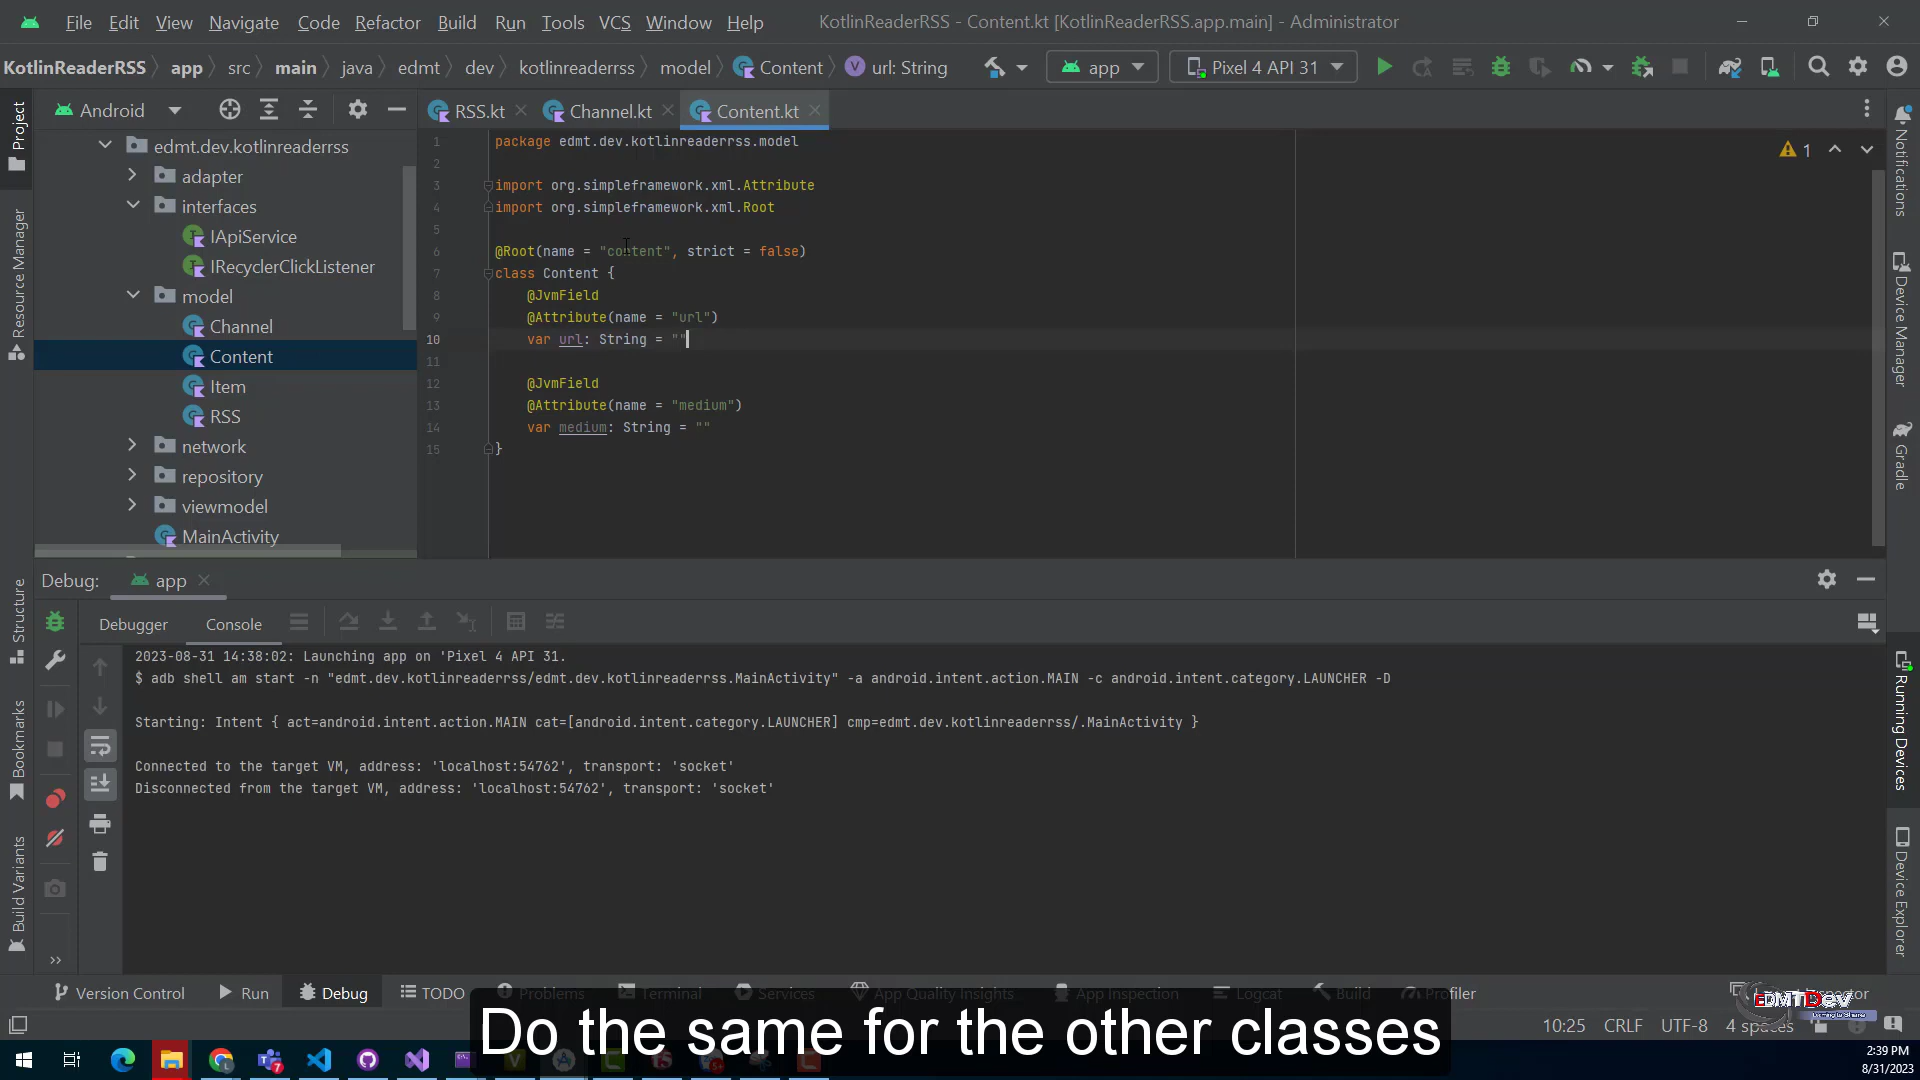 File Edit View Navigate Code Refactor Build Run Tools VCS Window Help KotlinReaderRSS - Content.kt [KotlinReaderRSS.app.main] - Administrator
KotlinReaderRSS app src main java edmt dev kotlinreaderrss model Content url: String app Pixel 4 API 31
Project
Android
RSS.kt Channel.kt Content.kt
edmt.dev.kotlinreaderrss
adapter
interfaces
IApiService
IRecyclerClickListener
model
Channel
Content
Item
RSS
network
repository
viewmodel
MainActivity
1 package edmt.dev.kotlinreaderrss.model
2
3 import org.simpleframework.xml.Attribute
4 import org.simpleframework.xml.Root
5
6 @Root(name = "content", strict = false)
7 class Content {
8 @JvmField
9 @Attribute(name = "url")
10 var url: String = ""
11
12 @JvmField
13 @Attribute(name = "medium")
14 var medium: String = ""
15 }
1
Resource Manager
Structure
Bookmarks
Build Variants
Notifications
Device Manager
Gradle
Running Devices
Device Explorer
Debug: app
Debugger Console
2023-08-31 14:38:02: Launching app on 'Pixel 4 API 31.
$ adb shell am start -n "edmt.dev.kotlinreaderrss/edmt.dev.kotlinreaderrss.MainActivity" -a android.intent.action.MAIN -c android.intent.category.LAUNCHER -D
Starting: Intent { act=android.intent.action.MAIN cat=[android.intent.category.LAUNCHER] cmp=edmt.dev.kotlinreaderrss/.MainActivity }
Connected to the target VM, address: 'localhost:54762', transport: 'socket'
Disconnected from the target VM, address: 'localhost:54762', transport: 'socket'
Version Control Run Debug TODO Problems Terminal Services App Quality Insights App Inspection Logcat Build Profiler
EDMTDev
10:25 CRLF UTF-8 4 spaces
Do the same for the other classes
2:39 PM
8/31/2023